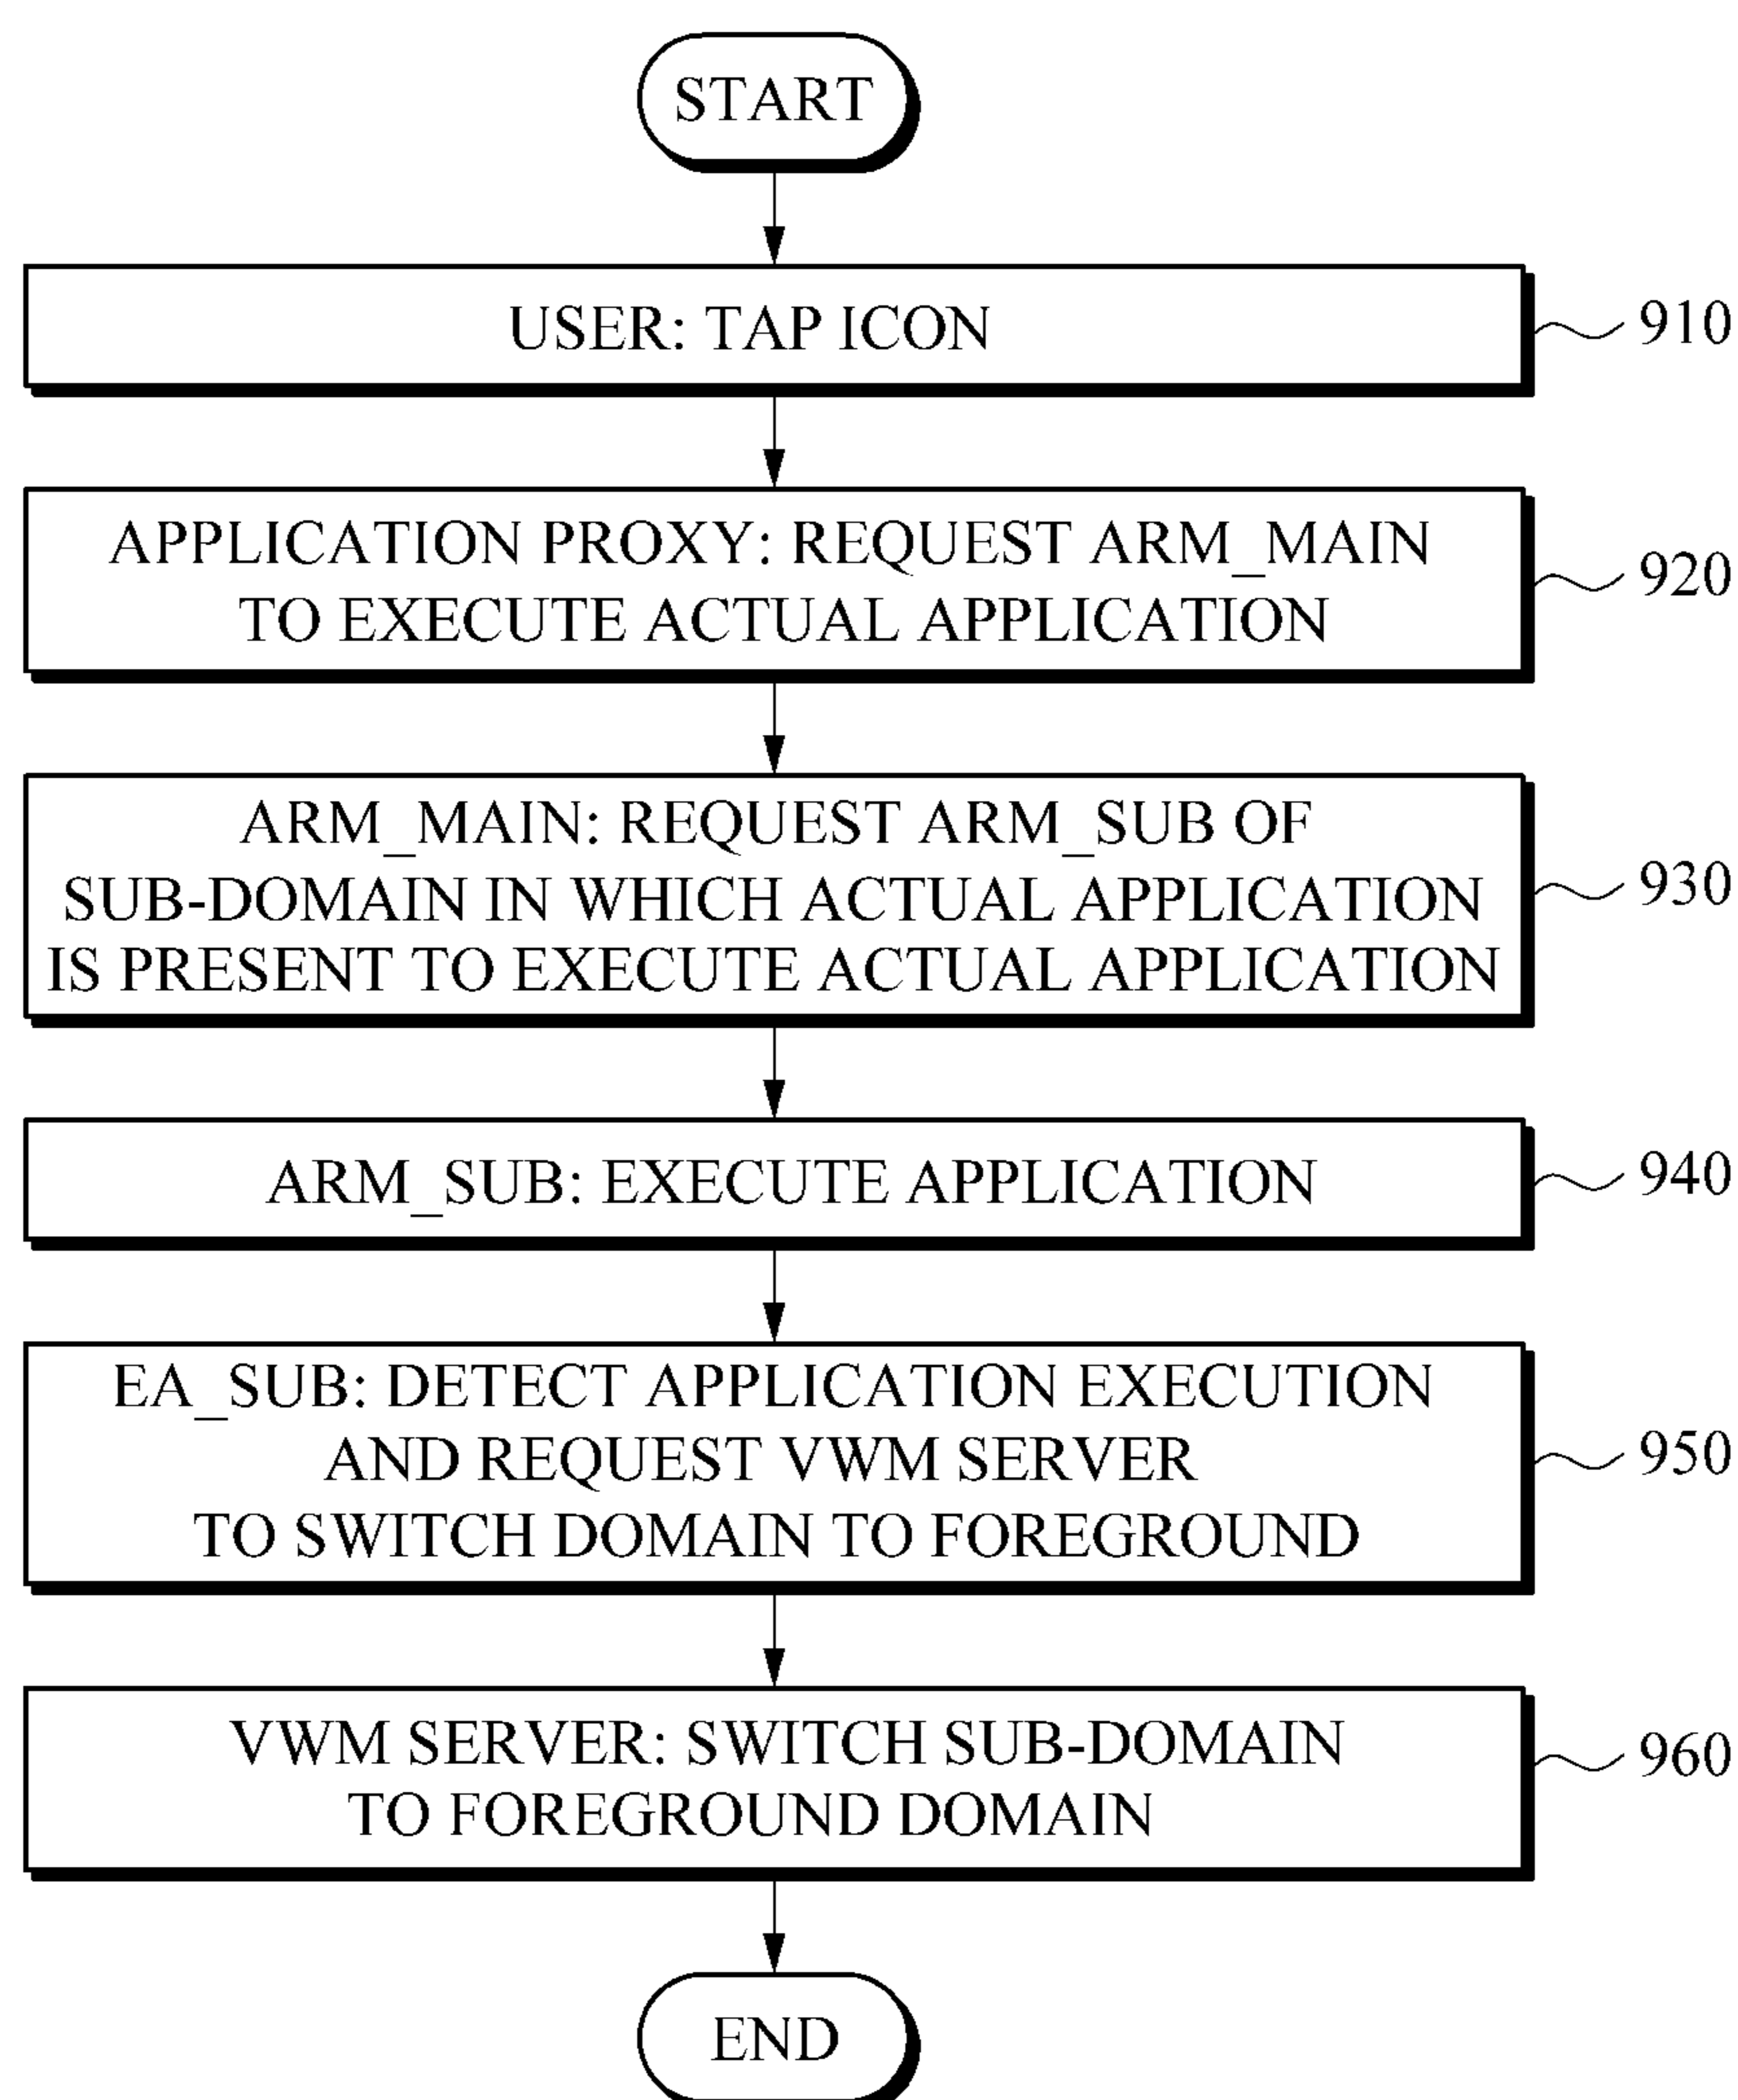 START
USER: TAP ICON
910
APPLICATION PROXY: REQUEST ARM_MAIN
TO EXECUTE ACTUAL APPLICATION
920
ARM_MAIN: REQUEST ARM_SUB OF
SUB-DOMAIN IN WHICH ACTUAL APPLICATION
IS PRESENT TO EXECUTE ACTUAL APPLICATION
930
ARM_SUB: EXECUTE APPLICATION
940
EA_SUB: DETECT APPLICATION EXECUTION
AND REQUEST VWM SERVER
TO SWITCH DOMAIN TO FOREGROUND
950
VWM SERVER: SWITCH SUB-DOMAIN
TO FOREGROUND DOMAIN
960
END